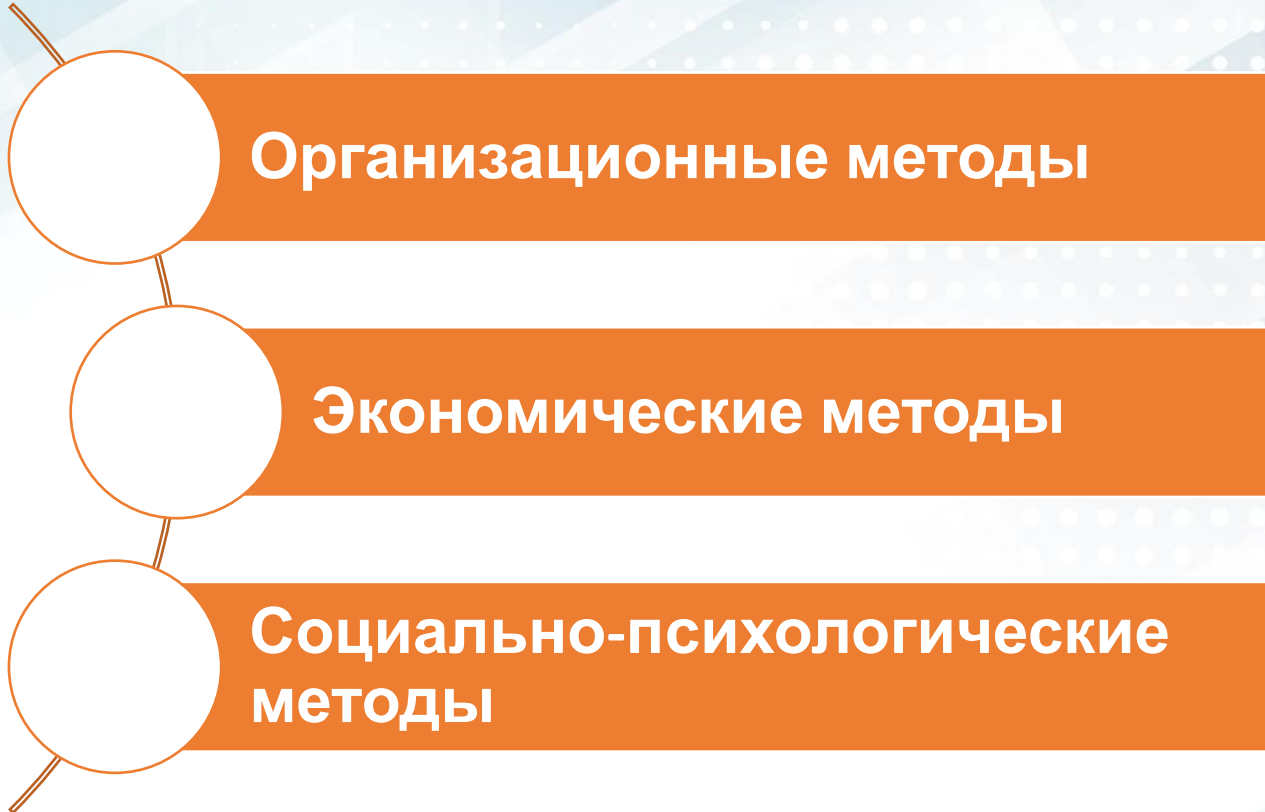 Организационные методы
Экономические методы
Социально-психологические
методы